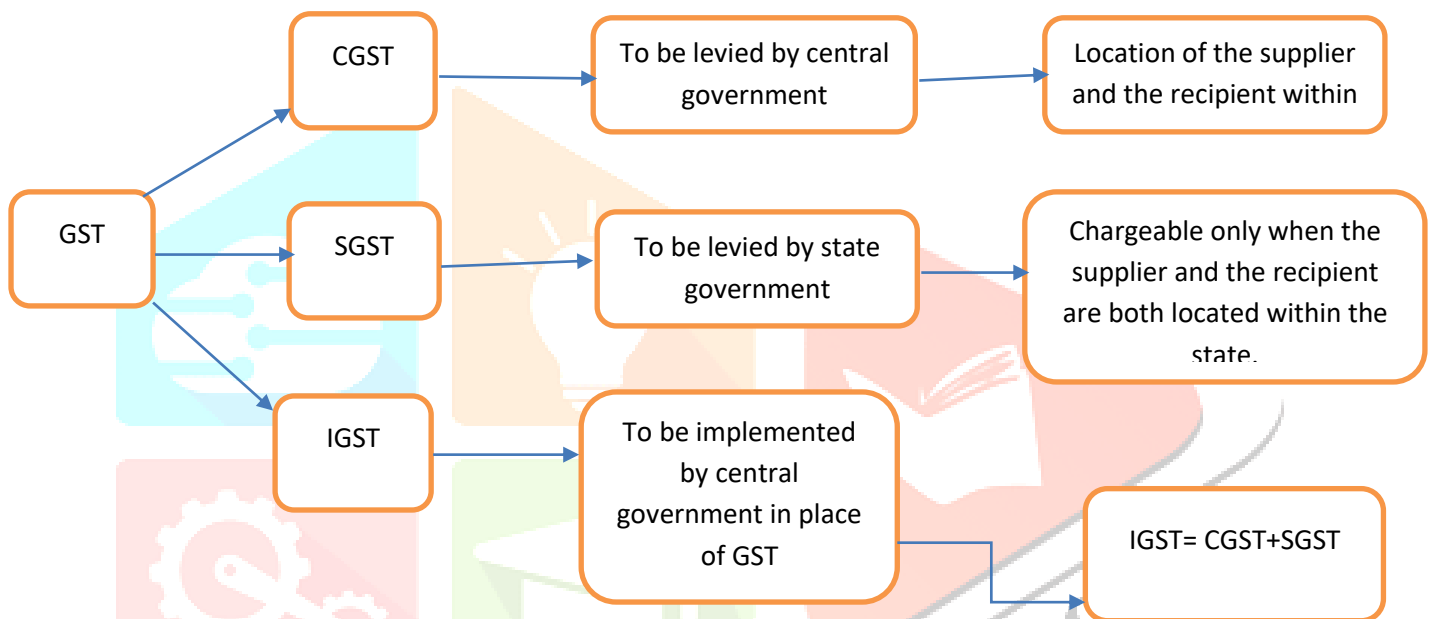 CGST
To be levied by central
government
Location of the supplier
and the recipient within
GST
SGST
To be levied by state
government
Chargeable only when the
supplier and the recipient
are both located within the
state.
IGST
To be implemented
by central
government in place
of GST
IGST= CGST+SGST